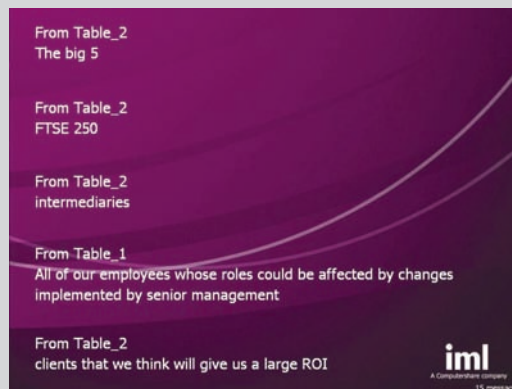 From Table_2
The big 5
From Table_2
FTSE 250
From Table_2
intermediaries
From Table_1
All of our employees whose roles could be affected by changes
implemented by senior management
From Table_2
clients that we think will give us a large ROI
iml
A Computershare company
15 message